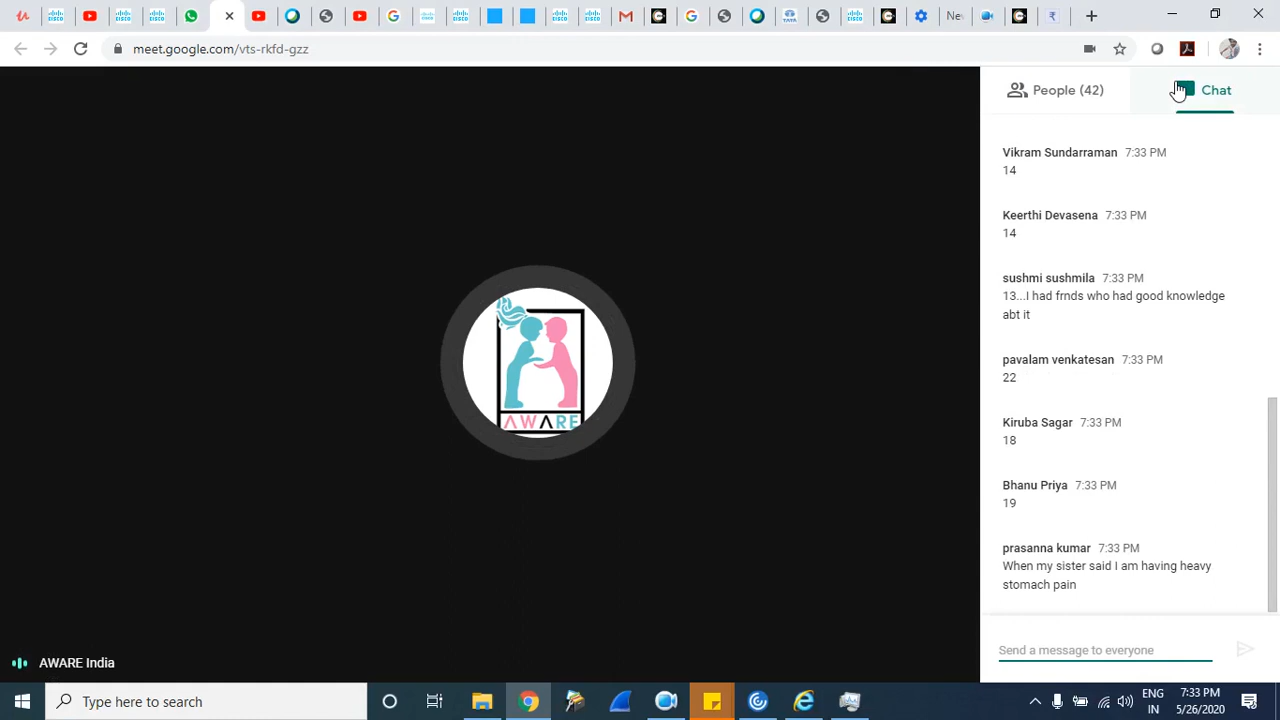 Ne
meet.google.com/vts-rkfd-gzz
People (42)
Chat
Vikram Sundarraman 7:33 PM
14
Keerthi Devasena 7:33 PM
14
sushmi sushmila 7:33 PM
13...I had frnds who had good knowledge
abt it
pavalam venkatesan 7:33 PM
22
Kiruba Sagar 7:33 PM
18
Bhanu Priya 7:33 PM
19
prasanna kumar 7:33 PM
When my sister said I am having heavy
stomach pain
AWARE
AWARE India
Send a message to everyone
Type here to search
ENG
IN
7:33 PM
5/26/2020